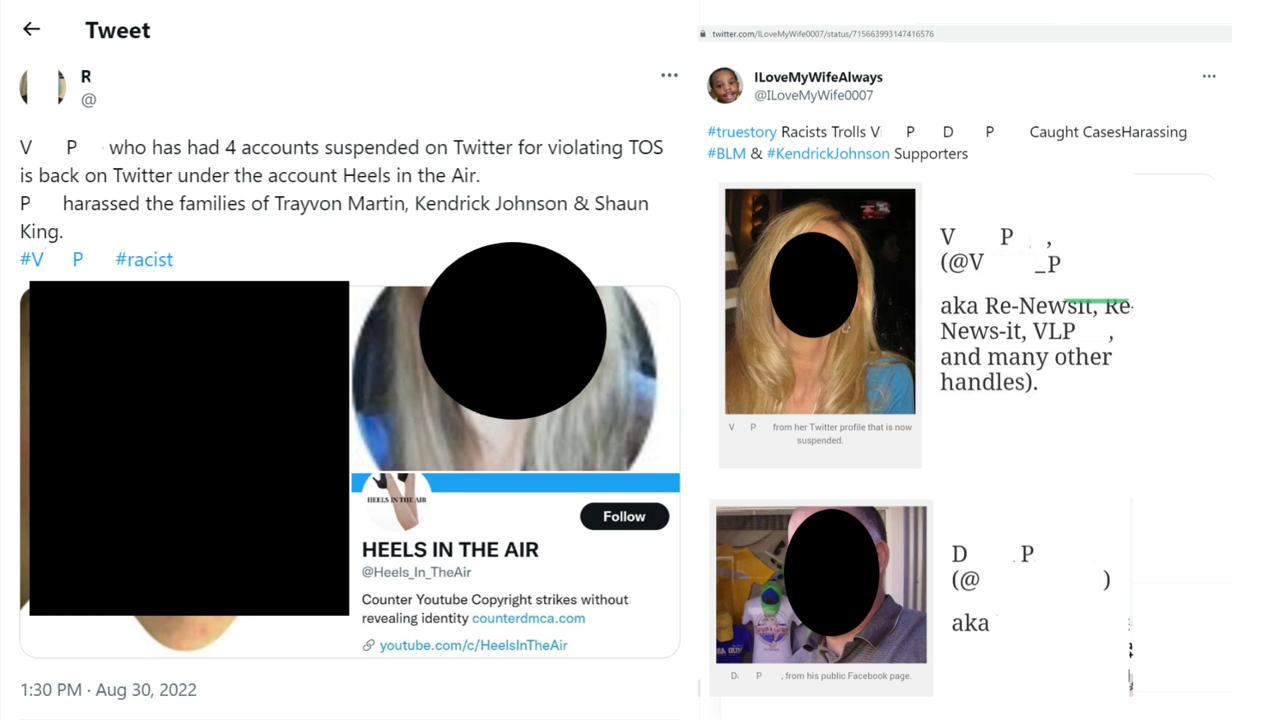 Tweet
R
@
V P who has had 4 accounts suspended on Twitter for violating TOS
is back on Twitter under the account Heels in the Air.
P harassed the families of Trayvon Martin, Kendrick Johnson & Shaun
King.
#V P #racist
HEELS IN THE AIR
Follow
HEELS IN THE AIR
@Heels_In_TheAir
Counter Youtube Copyright strikes without
revealing identity counterdmca.com
youtube.com/c/HeelsInTheAir
1:30 PM · Aug 30, 2022
twitter.com/ILoveMyWife0007/status/715663993147416576
ILoveMyWifeAlways
@ILoveMyWife0007
#truestory Racists Trolls V P D P Caught CasesHarassing
#BLM & #KendrickJohnson Supporters
V P ,
(@V _P
aka Re-Newsit, Re-
News-it, VLP ,
and many other
handles).
V P from her Twitter profile that is now
suspended.
D P
(@ )
aka
D P , from his public Facebook page.